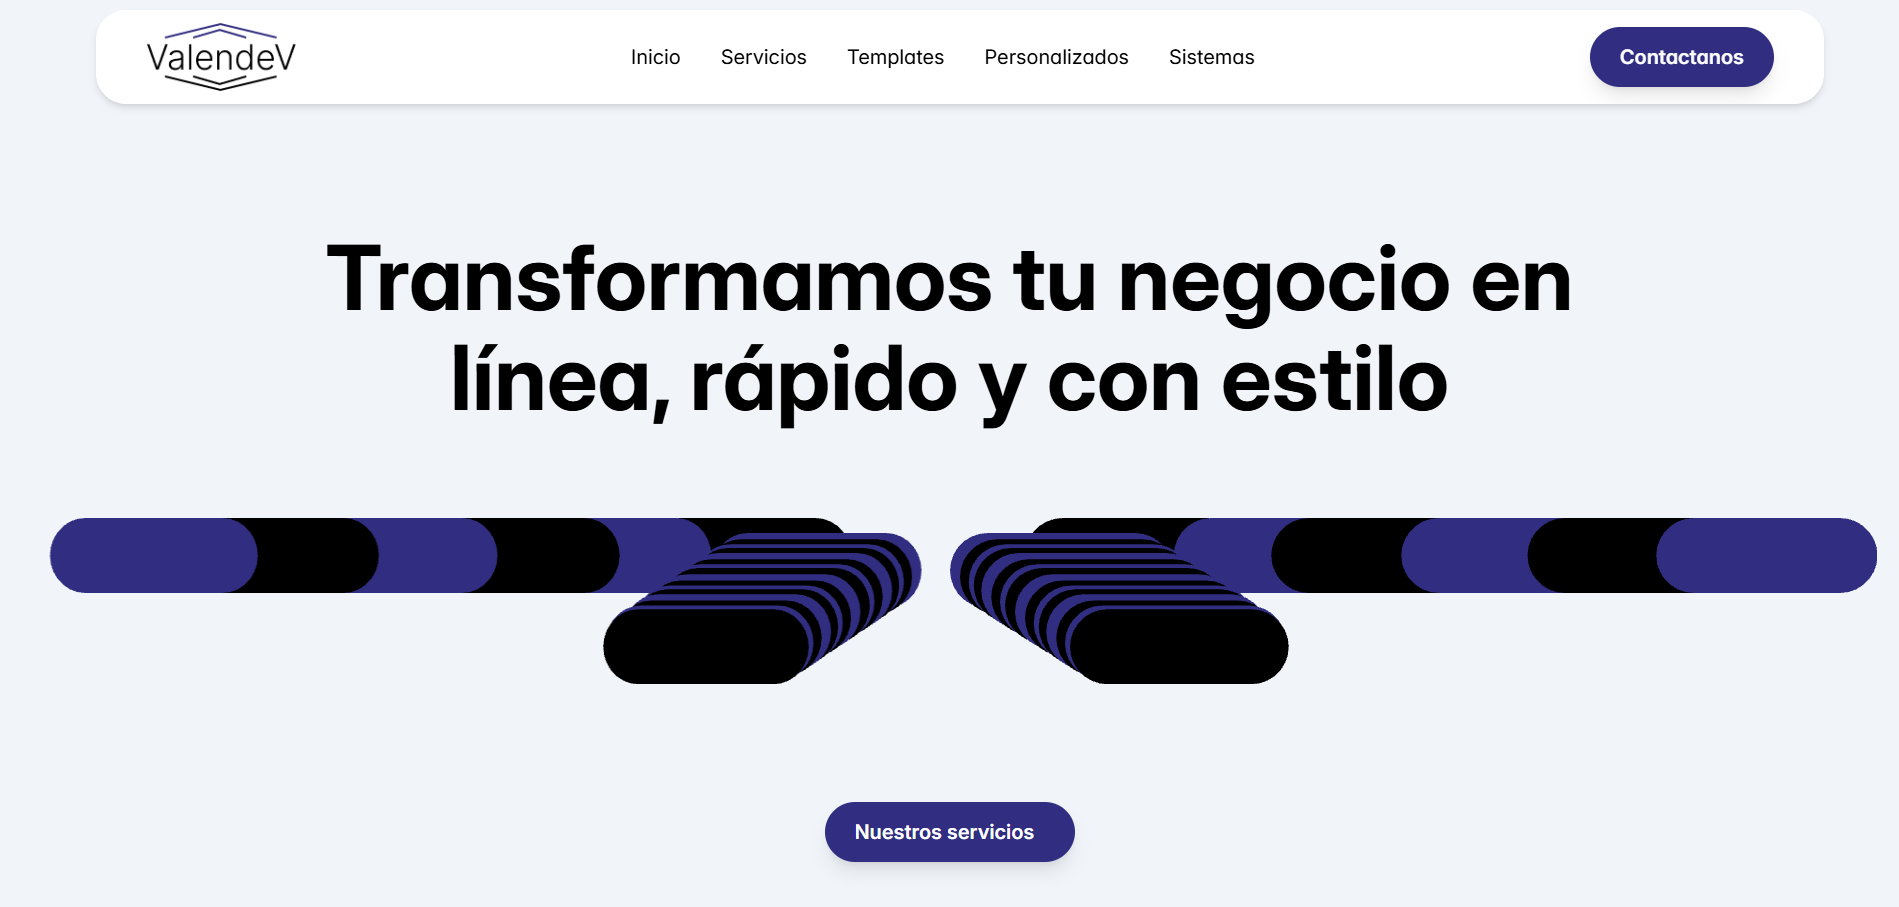 ValendeV
Inicio Servicios Templates Personalizados Sistemas
Contactanos
Transformamos tu negocio en
línea, rápido y con estilo
Nuestros servicios